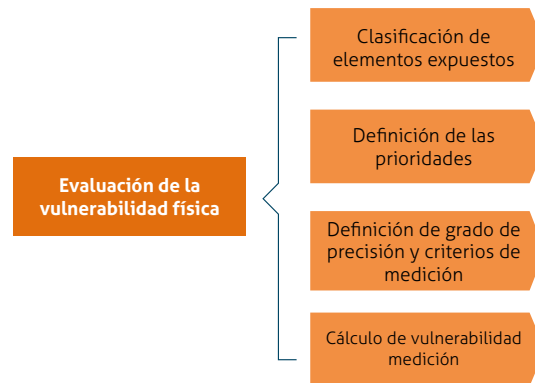 Clasificación de
elementos expuestos
Definición de las
prioridades
Evaluación de la
vulnerabilidad física
Definición de grado de
precisión y criterios de
medición
Cálculo de vulnerabilidad
medición